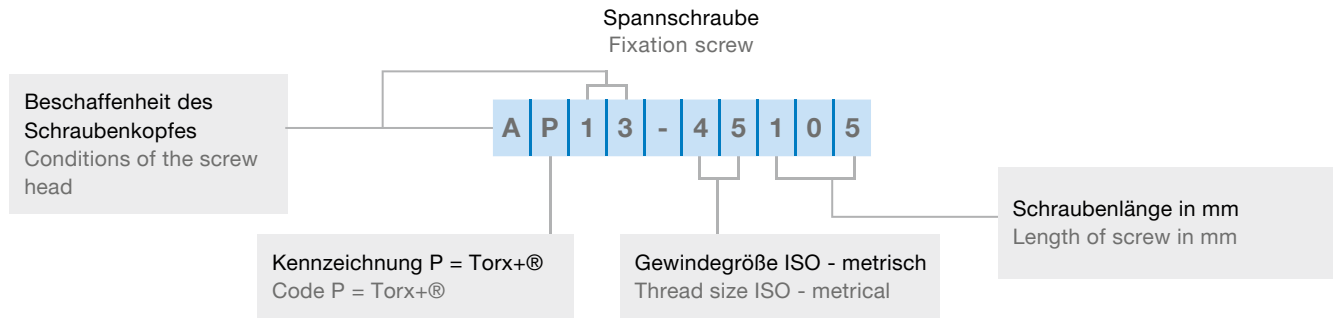 Spannschraube
Fixation screw
Beschaffenheit des
Schraubenkopfes
Conditions of the screw
head
A P 1 3 - 4 5 1 0 5
Schraubenlänge in mm
Length of screw in mm
Kennzeichnung P = Torx+®
Code P = Torx+®
Gewindegröße ISO - metrisch
Thread size ISO - metrical